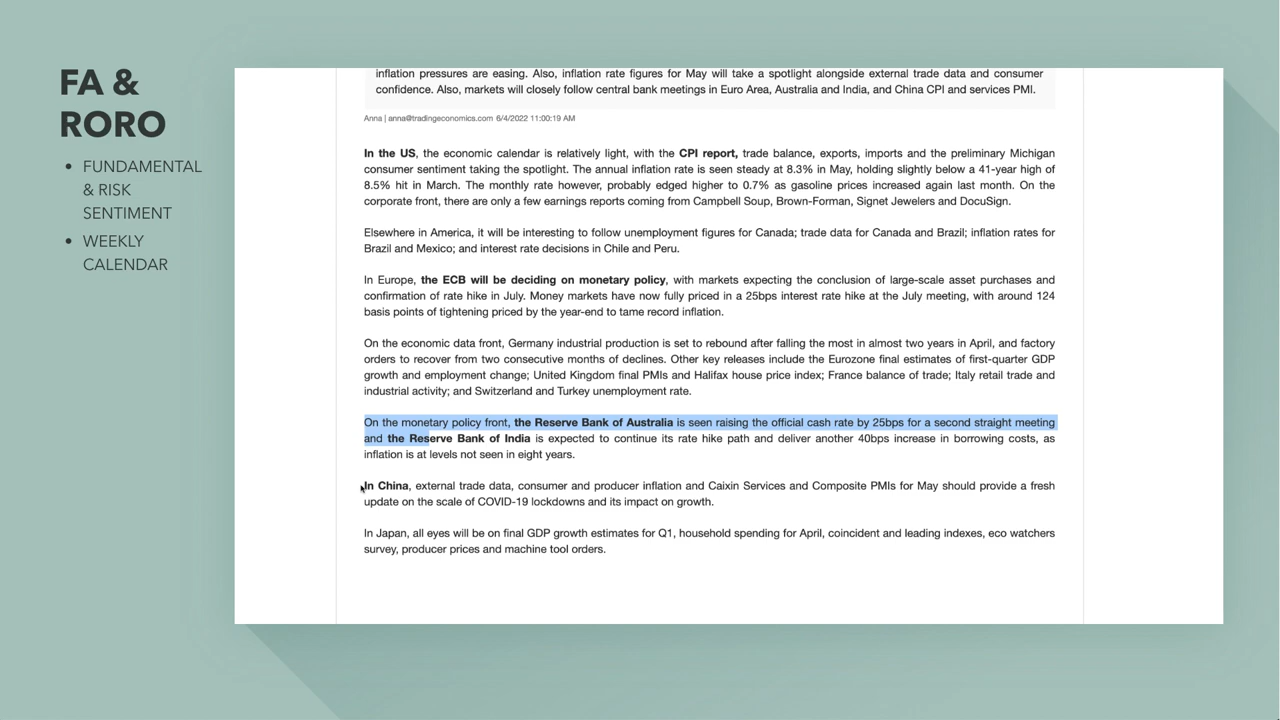 FA &
RORO
• FUNDAMENTAL
& RISK
SENTIMENT
• WEEKLY
CALENDAR
inflation pressures are easing. Also, inflation rate figures for May will take a spotlight alongside external trade data and consumer
confidence. Also, markets will closely follow central bank meetings in Euro Area, Australia and India, and China CPI and services PMI.
Anna | anna@tradingeconomics.com 6/4/2022 11:00:19 AM
In the US, the economic calendar is relatively light, with the CPI report, trade balance, exports, imports and the preliminary Michigan
consumer sentiment taking the spotlight. The annual inflation rate is seen steady at 8.3% in May, holding slightly below a 41-year high of
8.5% hit in March. The monthly rate however, probably edged higher to 0.7% as gasoline prices increased again last month. On the
corporate front, there are only a few earnings reports coming from Campbell Soup, Brown-Forman, Signet Jewelers and DocuSign.
Elsewhere in America, it will be interesting to follow unemployment figures for Canada; trade data for Canada and Brazil; inflation rates for
Brazil and Mexico; and interest rate decisions in Chile and Peru.
In Europe, the ECB will be deciding on monetary policy, with markets expecting the conclusion of large-scale asset purchases and
confirmation of rate hike in July. Money markets have now fully priced in a 25bps interest rate hike at the July meeting, with around 124
basis points of tightening priced by the year-end to tame record inflation.
On the economic data front, Germany industrial production is set to rebound after falling the most in almost two years in April, and factory
orders to recover from two consecutive months of declines. Other key releases include the Eurozone final estimates of first-quarter GDP
growth and employment change; United Kingdom final PMIs and Halifax house price index; France balance of trade; Italy retail trade and
industrial activity; and Switzerland and Turkey unemployment rate.
On the monetary policy front, the Reserve Bank of Australia is seen raising the official cash rate by 25bps for a second straight meeting
and the Reserve Bank of India is expected to continue its rate hike path and deliver another 40bps increase in borrowing costs, as
inflation is at levels not seen in eight years.
In China, external trade data, consumer and producer inflation and Caixin Services and Composite PMIs for May should provide a fresh
update on the scale of COVID-19 lockdowns and its impact on growth.
In Japan, all eyes will be on final GDP growth estimates for Q1, household spending for April, coincident and leading indexes, eco watchers
survey, producer prices and machine tool orders.